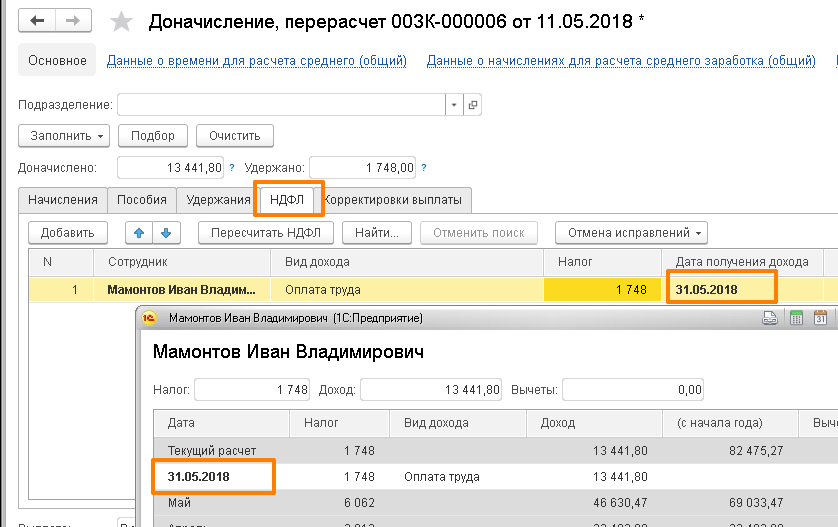 Доначисление, перерасчет 003К-000006 от 11.05.2018 *
Основное Данные о времени для расчета среднего (общий) Данные о начислениях для расчета среднего заработка (общий)
Подразделение:
Заполнить Подбор Очистить
Доначислено: 13 441,80 ? Удержано: 1 748,00 ?
Начисления Пособия Удержания НДФЛ Корректировки выплаты
Добавить Пересчитать НДФЛ Найти... Отменить поиск Отмена исправлений
N Сотрудник Вид дохода Налог Дата получения дохода
1 Мамонтов Иван Владим... Оплата труда 1 748 31.05.2018
1С Мамонтов Иван Владимирович (1С:Предприятие) 31
Мамонтов Иван Владимирович
Налог: 1 748 Доход: 13 441,80 Вычеты: 0,00
Дата Налог Вид дохода Доход (с начала года) Выче
Текущий расчет 1 748 13 441,80 82 475,27
31.05.2018 1 748 Оплата труда 13 441,80
Май 6 062 46 630,47 69 033,47